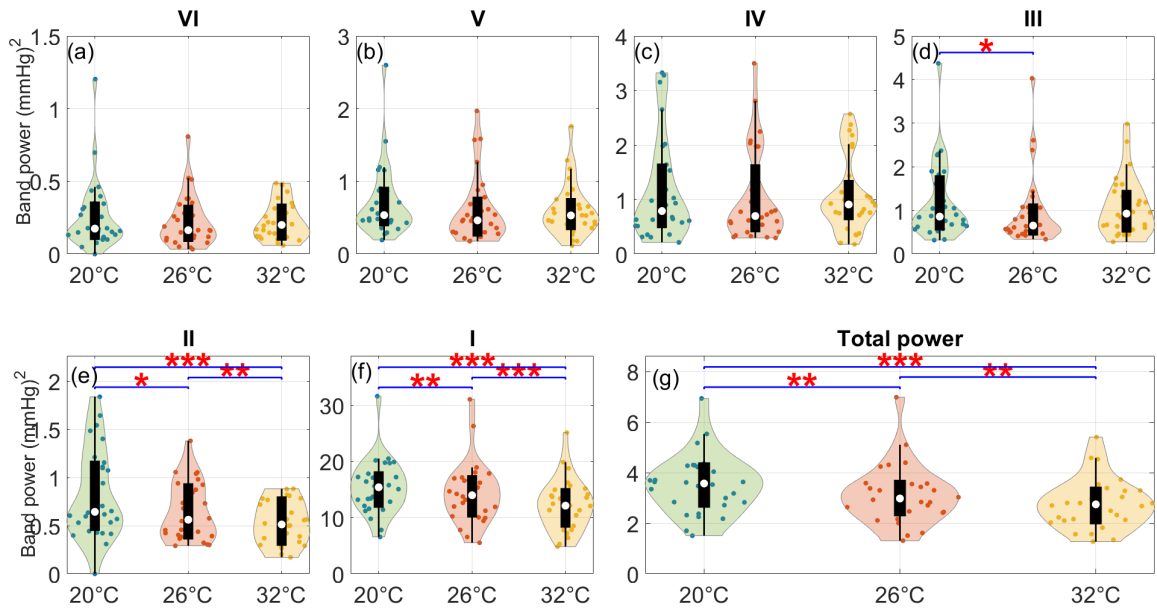 VI V IV III
(a) (b) (c) (d)
Band power (mmHg)2
1.5 1 0.5 0
3 2 1 0
4 3 2 1 0
5 4 3 2 1 0
*
20°C 26°C 32°C 20°C 26°C 32°C 20°C 26°C 32°C 20°C 26°C 32°C
II I Total power
*** *** ***
* ** ** *** ** **
(e) (f) (g)
Band power (mmHg)2
2 1.5 1 0.5 0
30 20 10 0
8 6 4 2 0
20°C 26°C 32°C 20°C 26°C 32°C 20°C 26°C 32°C